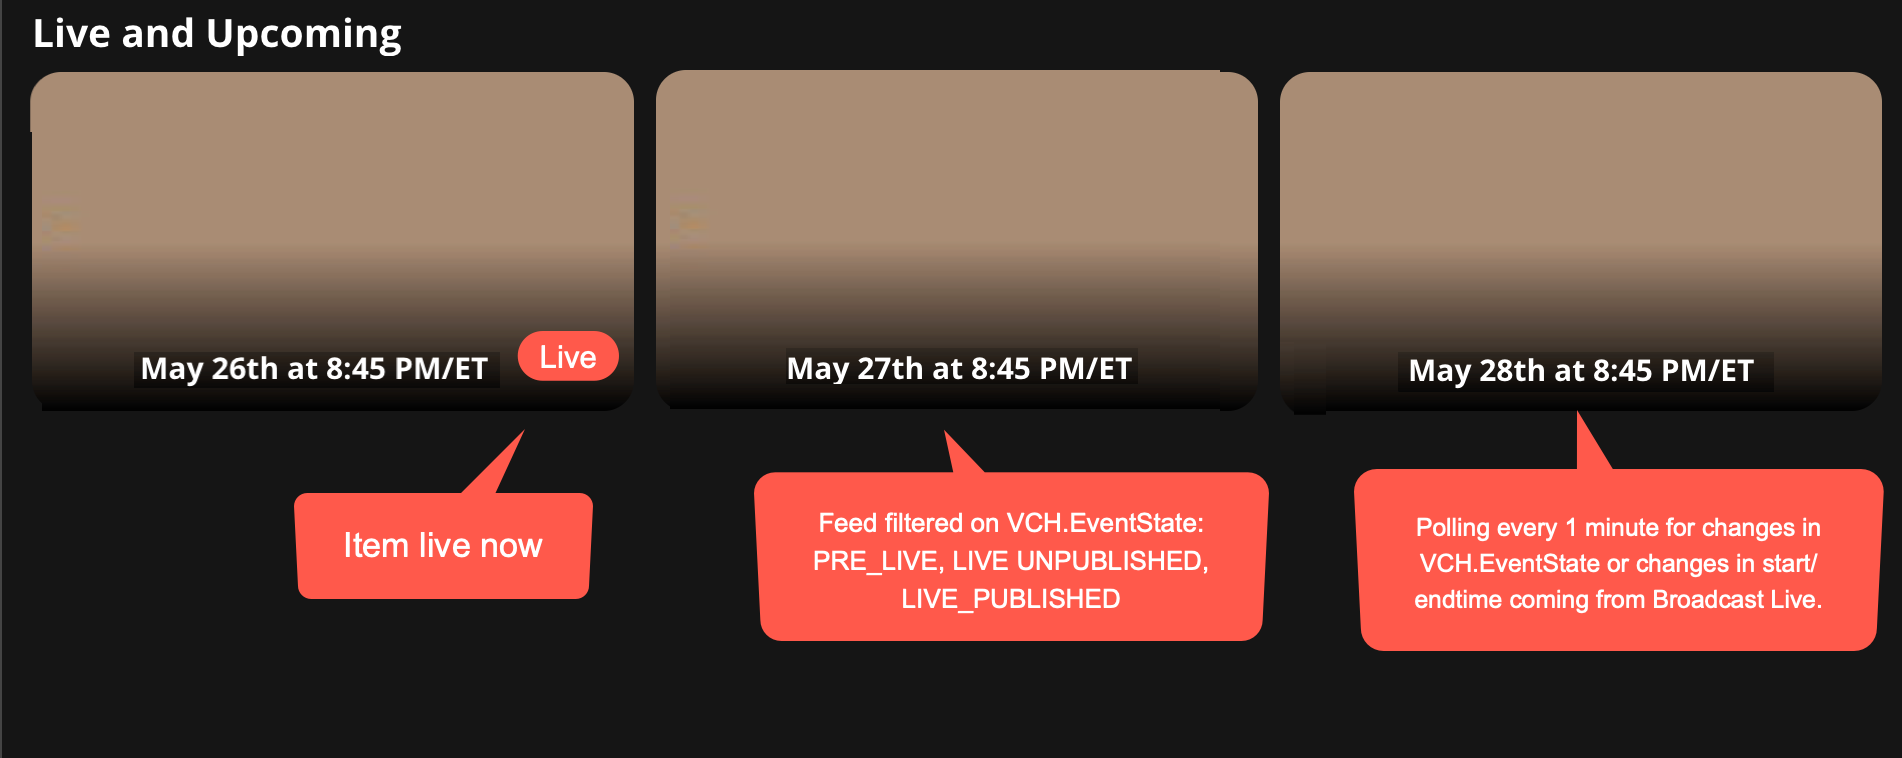 Live and Upcoming
May 26th at 8:45 PM/ET
Live
May 27th at 8:45 PM/ET
May 28th at 8:45 PM/ET
Item live now
Feed filtered on VCH.EventState:
PRE_LIVE, LIVE UNPUBLISHED,
LIVE_PUBLISHED
Polling every 1 minute for changes in
VCH.EventState or changes in start/
endtime coming from Broadcast Live.